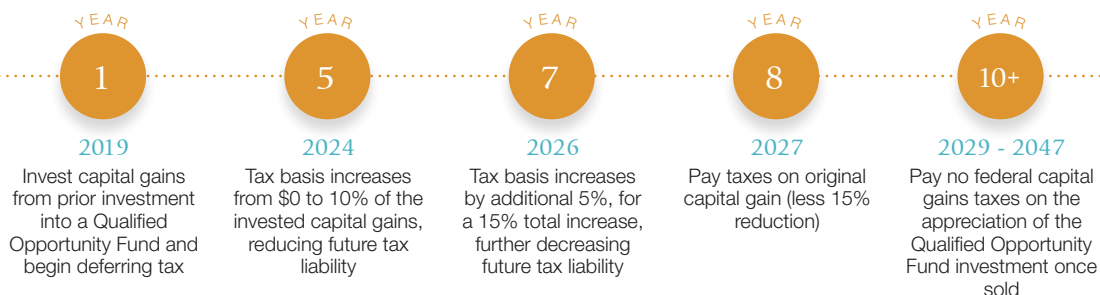 YEAR
1
2019
Invest capital gains
from prior investment
into a Qualified
Opportunity Fund and
begin deferring tax
YEAR
5
2024
Tax basis increases
from $0 to 10% of the
invested capital gains,
reducing future tax
liability
YEAR
7
2026
Tax basis increases
by additional 5%, for
a 15% total increase,
further decreasing
future tax liability
YEAR
8
2027
Pay taxes on original
capital gain (less 15%
reduction)
YEAR
10+
2029 - 2047
Pay no federal capital
gains taxes on the
appreciation of the
Qualified Opportunity
Fund investment once
sold